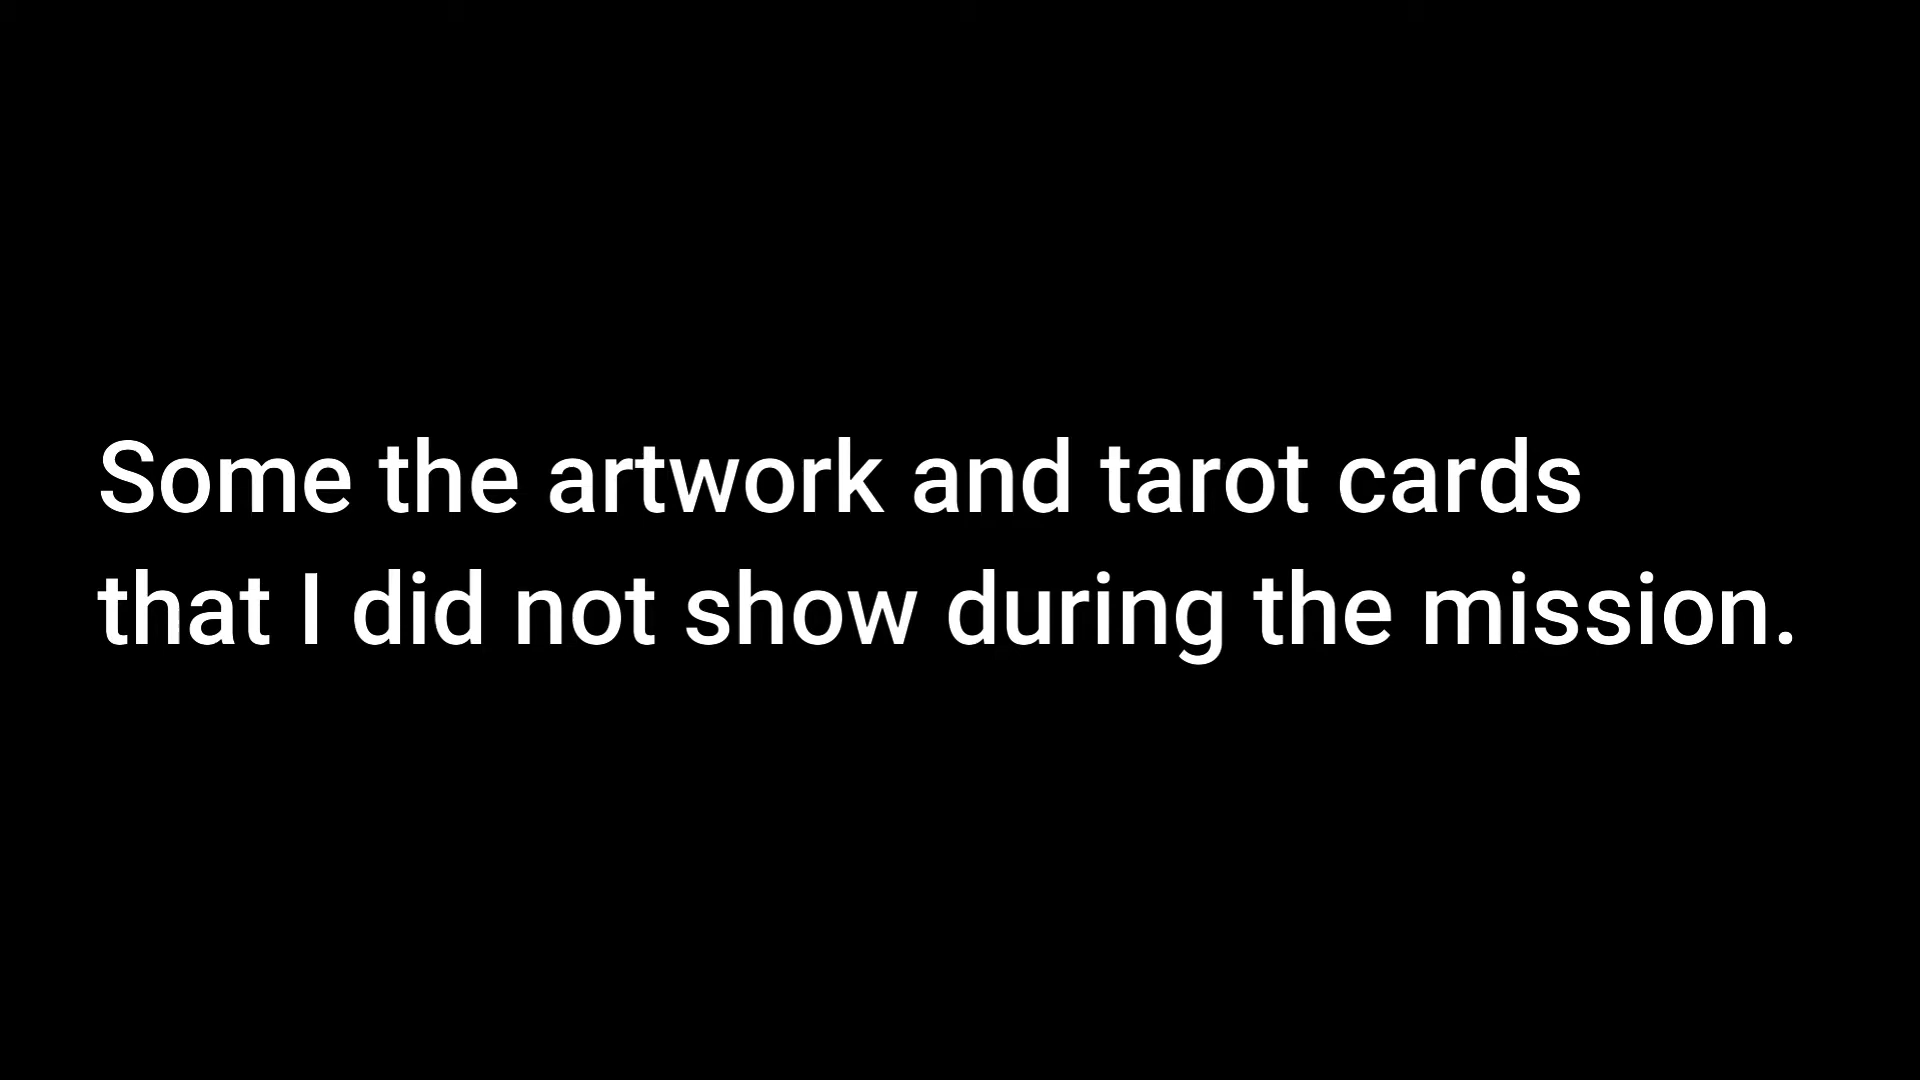 Some the artwork and tarot cards
that I did not show during the mission.